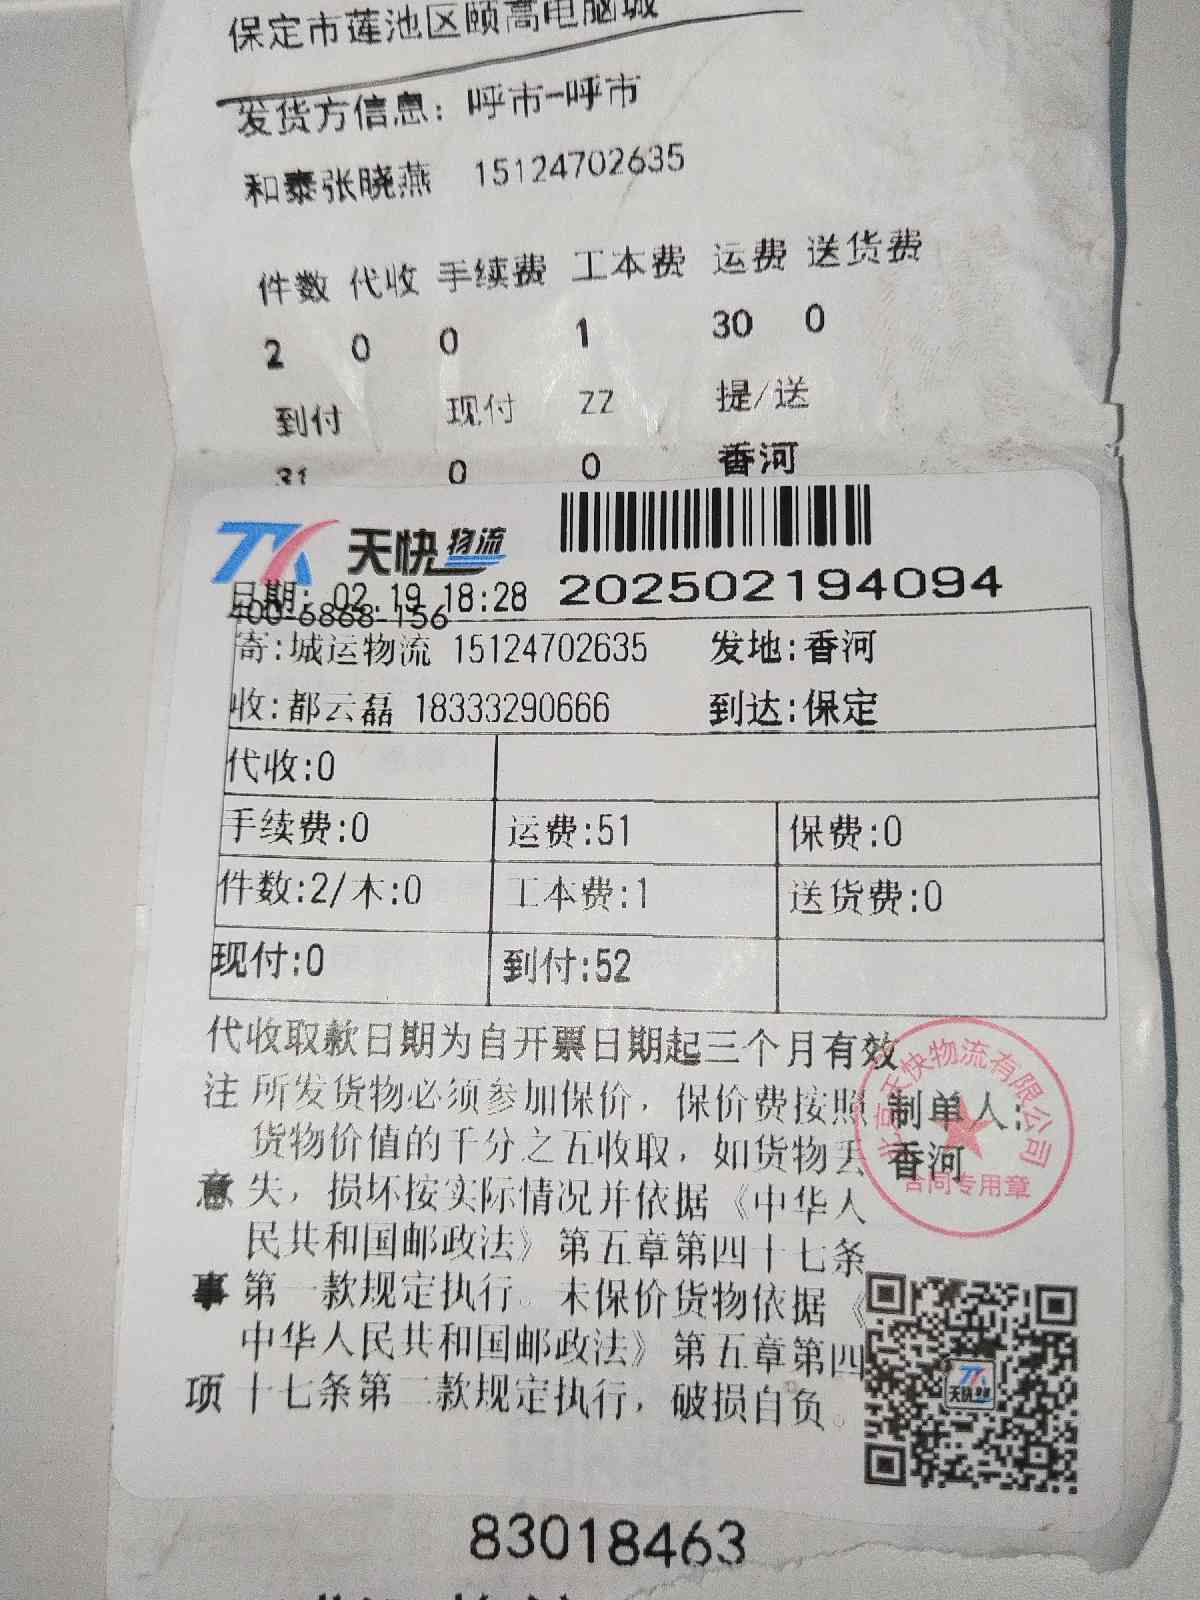 保定市莲池区颐高电脑城
发货方信息: 呼市-呼市
和泰张晓燕 15124702635
件数 代收 手续费 工本费 运费 送货费
2 0 0 1 30 0
到付 现付 ZZ 提/送
31 0 0 香河
TK 天快物流
日期: 02.19 18:28 2025021940​94
400-6868-156
寄:城运物流 15124702635 发地:香河
收:都云磊 18333290666 到达:保定
代收:0
手续费:0 运费:51 保费:0
件数:2/木:0 工本费:1 送货费:0
现付:0 到付:52
代收取款日期为自开票日期起三个月有效
注 所发货物必须参加保价，保价费按照 制单人:
货物价值的千分之五收取，如货物丢 香河
意 失，损坏按实际情况并依据《中华人
民共和国邮政法》第五章第四十七条
事 第一款规定执行。未保价货物依据《
中华人民共和国邮政法》第五章第四
项 十七条第二款规定执行，破损自负。
北京天快物流有限公司
合同专用章
天快物流
83018463